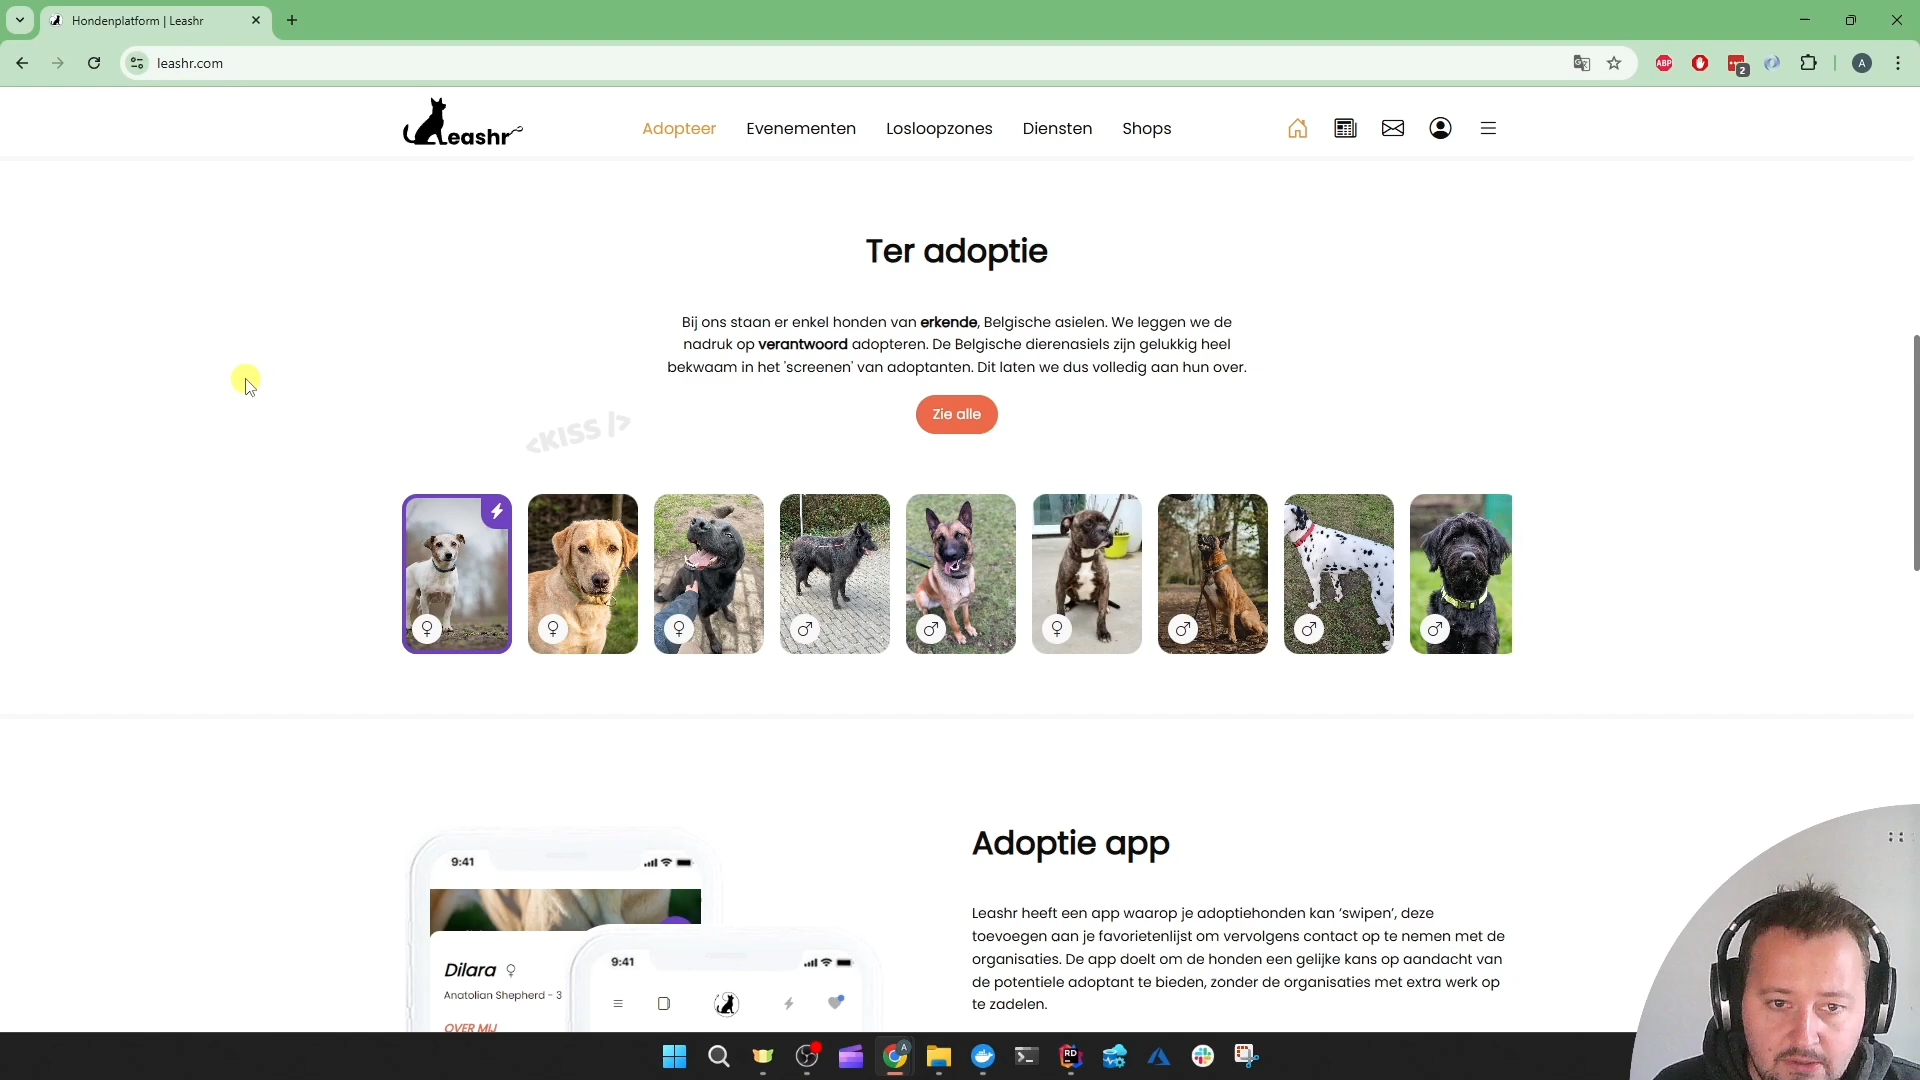 Hondenplatform | Leashr
leashr.com
ABP
2
A
Leashr
Adopteer
Evenementen
Losloopzones
Diensten
Shops
Ter adoptie
Bij ons staan er enkel honden van erkende, Belgische asielen. We leggen we de
nadruk op verantwoord adopteren. De Belgische dierenasiels zijn gelukkig heel
bekwaam in het 'screenen' van adoptanten. Dit laten we dus volledig aan hun over.
Zie alle
<KISS />
Adoptie app
Leashr heeft een app waarop je adoptiehonden kan ‘swipen’, deze
toevoegen aan je favorietenlijst om vervolgens contact op te nemen met de
organisaties. De app doelt om de honden een gelijke kans op aandacht van
de potentiele adoptant te bieden, zonder de organisaties met extra werk op
te zadelen.
9:41
Dilara
Anatolian Shepherd - 3
OVER MIJ
9:41
A
RD